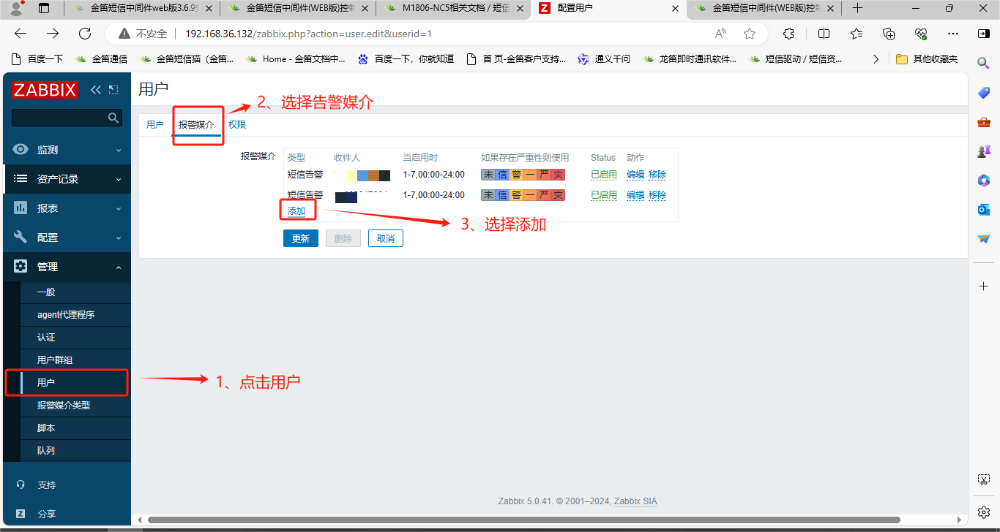 金笛短信中间件web版3.6.9
金笛短信中间件(WEB版)控制
M1806-NC5相关文档 / 短信
Z 配置用户
金笛短信中间件(WEB版)控制
不安全 192.168.36.132/zabbix.php?action=user.edit&userid=1
百度一下
金笛通信
金笛短信猫（金笛...
Home - 金笛文档中...
百度一下，你就知道
首 页-金笛客户支持...
通义千问
龙笛即时通讯软件...
短信驱动 / 短信资...
其他收藏夹
ZABBIX
监测
资产记录
报表
配置
管理
一般
agent代理程序
认证
用户群组
用户
报警媒介类型
脚本
队列
支持
Z 分享
用户
2、选择告警媒介
用户 报警媒介 权限
报警媒介 类型 收件人 当启用时 如果存在严重性则使用 Status 动作
短信告警 1-7,00:00-24:00 未 信 警 一 严 灾 已启用 编辑 移除
短信告警 1-7,00:00-24:00 未 信 警 一 严 灾 已启用 编辑 移除
添加
3、选择添加
更新 删除 取消
1、点击用户
Zabbix 5.0.41. © 2001–2024, Zabbix SIA